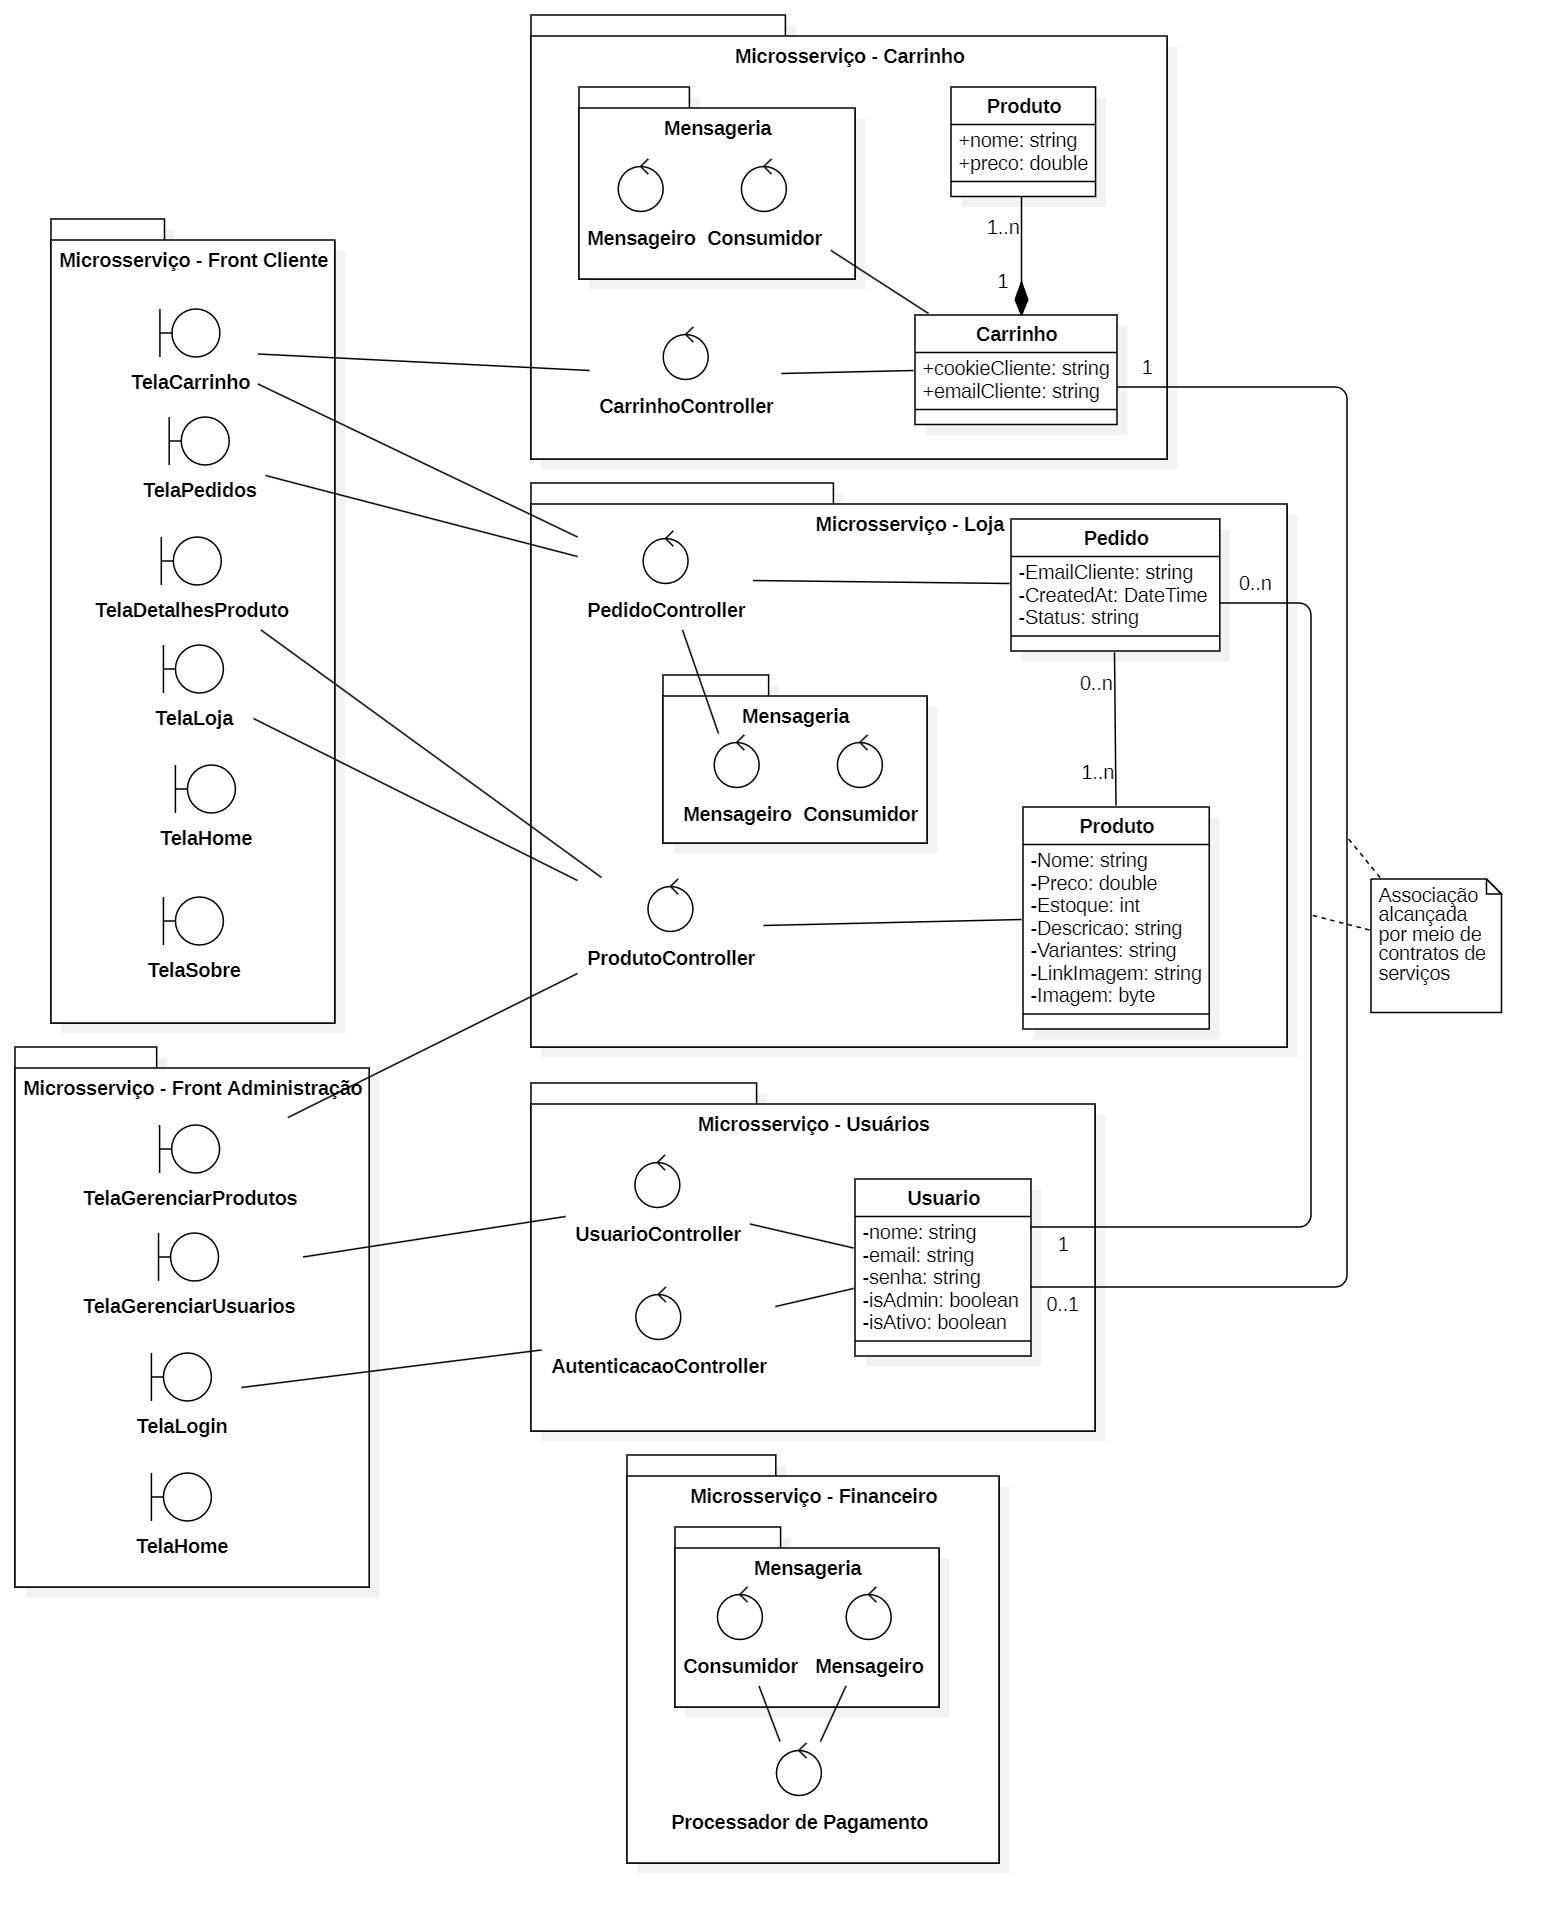 Microsserviço - Carrinho
Mensageria
Mensageiro
Consumidor
Produto
+nome: string
+preco: double
1..n
1
Carrinho
+cookieCliente: string
+emailCliente: string
1
CarrinhoController
Microsserviço - Front Cliente
TelaCarrinho
TelaPedidos
TelaDetalhesProduto
TelaLoja
TelaHome
TelaSobre
Microsserviço - Loja
PedidoController
Pedido
-EmailCliente: string
-CreatedAt: DateTime
-Status: string
0..n
0..n
1..n
Mensageria
Mensageiro
Consumidor
ProdutoController
Produto
-Nome: string
-Preco: double
-Estoque: int
-Descricao: string
-Variantes: string
-LinkImagem: string
-Imagem: byte
Associação
alcançada
por meio de
contratos de
serviços
Microsserviço - Front Administração
TelaGerenciarProdutos
TelaGerenciarUsuarios
TelaLogin
TelaHome
Microsserviço - Usuários
UsuarioController
AutenticacaoController
Usuario
-nome: string
-email: string
-senha: string
-isAdmin: boolean
-isAtivo: boolean
1
0..1
Microsserviço - Financeiro
Mensageria
Consumidor
Mensageiro
Processador de Pagamento